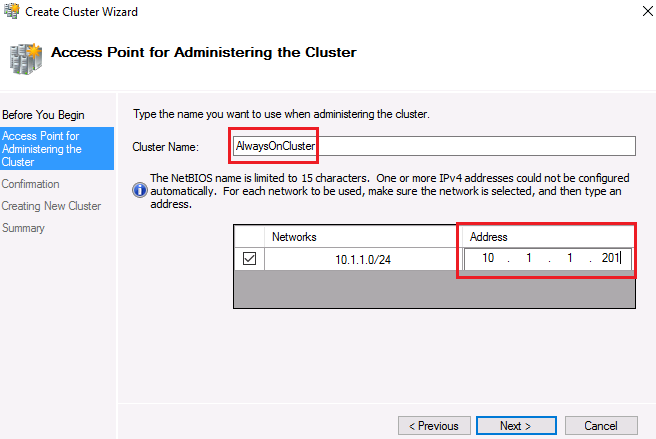 Create Cluster Wizard
Access Point for Administering the Cluster
Before You Begin
Access Point for
Administering the
Cluster
Confirmation
Creating New Cluster
Summary
Type the name you want to use when administering the cluster.
Cluster Name: AlwaysOnCluster
The NetBIOS name is limited to 15 characters. One or more IPv4 addresses could not be configured
automatically. For each network to be used, make sure the network is selected, and then type an
address.
Networks Address
10.1.1.0/24 10 . 1 . 1 . 201
< Previous Next > Cancel